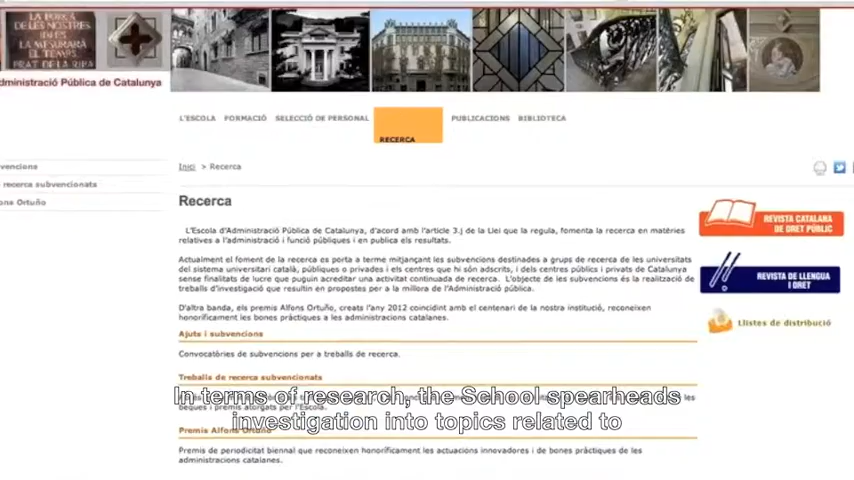 LA FORÇA
DE LES NOSTRES
IDEES
LA MESURARÀ
EL TEMPS
PRAT DE LA RIBA
dministració Pública de Catalunya
L'ESCOLA FORMACIÓ SELECCIÓ DE PERSONAL RECERCA PUBLICACIONS BIBLIOTECA
vencions
recerca subvencionats
ons Ortuño
Inici > Recerca
Recerca
L'Escola d'Administració Pública de Catalunya, d'acord amb l'article 3.j de la Llei que la regula, fomenta la recerca en matèries
relatives a l'administració i funció públiques i en publica els resultats.
Actualment el foment de la recerca es porta a terme mitjançant les subvencions destinades a grups de recerca de les universitats
del sistema universitari català, públiques o privades i els centres que hi són adscrits, i dels centres públics i privats de Catalunya
sense finalitats de lucre que puguin acreditar una activitat continuada de recerca. L'objecte de les subvencions és la realització de
treballs d'investigació que resultin en propostes per a la millora de l'Administració pública.
D'altra banda, els premis Alfons Ortuño, creats l'any 2012 coincidint amb el centenari de la nostra institució, reconeixen
honoríficament les bones pràctiques a les administracions catalanes.
Ajuts i subvencions
Convocatòries de subvencions per a treballs de recerca.
Treballs de recerca subvencionats
beques i premis atorgats per l'Escola.
Premis Alfons Ortuño
Premis de periodicitat biennal que reconeixen honoríficament les actuacions innovadores i de bones pràctiques de les
administracions catalanes.
REVISTA CATALANA
DE DRET PÚBLIC
REVISTA DE LLENGUA
I DRET
Llistes de distribució
In terms of research, the School spearheads
investigation into topics related to